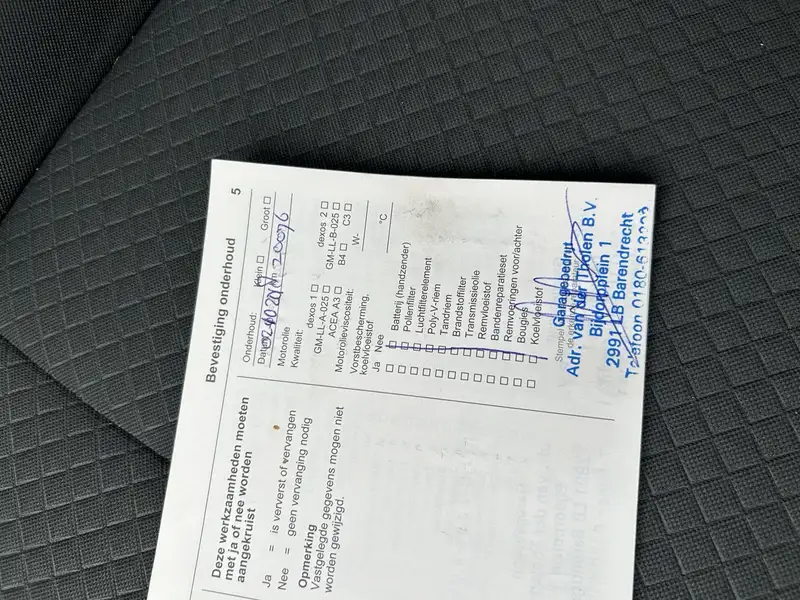 Deze werkzaamheden moeten
met ja of nee worden
aangekruist
Ja = is ververst of vervangen
Nee = geen vervanging nodig
Opmerking
Vastgelegde gegevens mogen niet
worden gewijzigd.
Bevestiging onderhoud 5
Onderhoud: Klein Groot
Motorolie
Kwaliteit: dexos 1 dexos 2
GM-LL-A-025 GM-LL-B-025
ACEA A3 B4 C3
Motorolieviscositeit: W-
Vorstbescherming,
koelvloeistof °C
Ja Nee
Batterij (handzender)
Pollenfilter
Luchtfilterelement
Poly-V-riem
Tandriem
Brandstoffilter
Transmissieolie
Remvloeistof
Bandenreparatieset
Remvoeringen voor/achter
Bougies
Koelvloeistof
Stempel
Garagebedrijf
Adr. Van der Tholen B.V.
Bijdorpplein 1
2991 LB Barendrecht
Telefoon 0180-613203